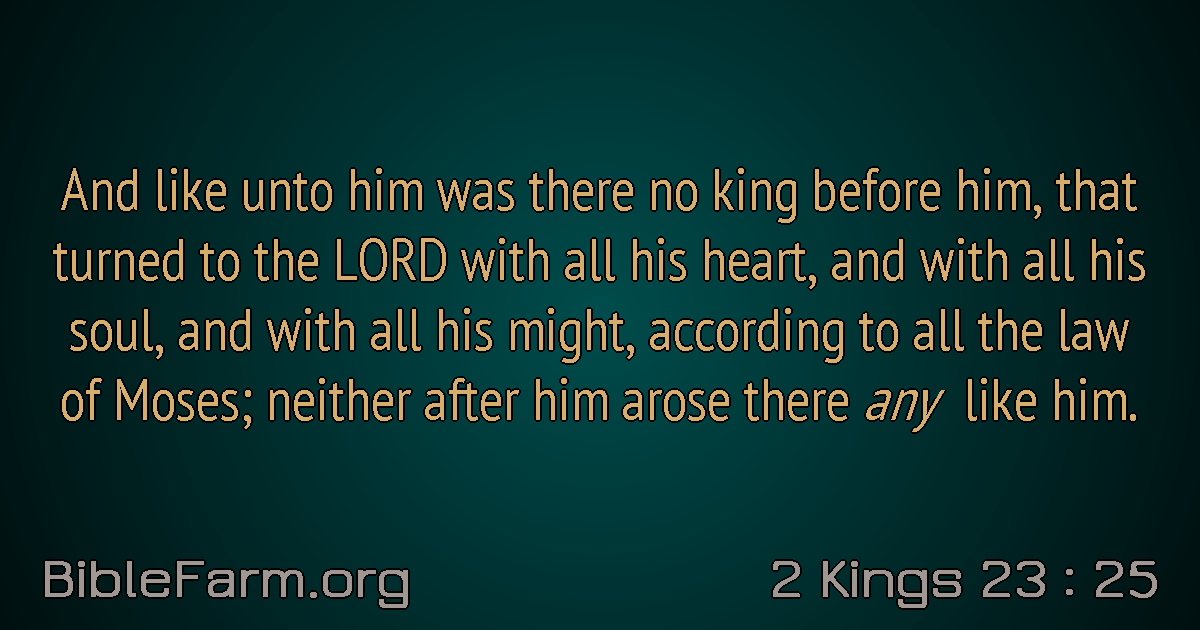 And like unto him was there no king before him, that
turned to the LORD with all his heart, and with all his
soul, and with all his might, according to all the law
of Moses; neither after him arose there any like him.
BibleFarm.org
2 Kings 23 : 25